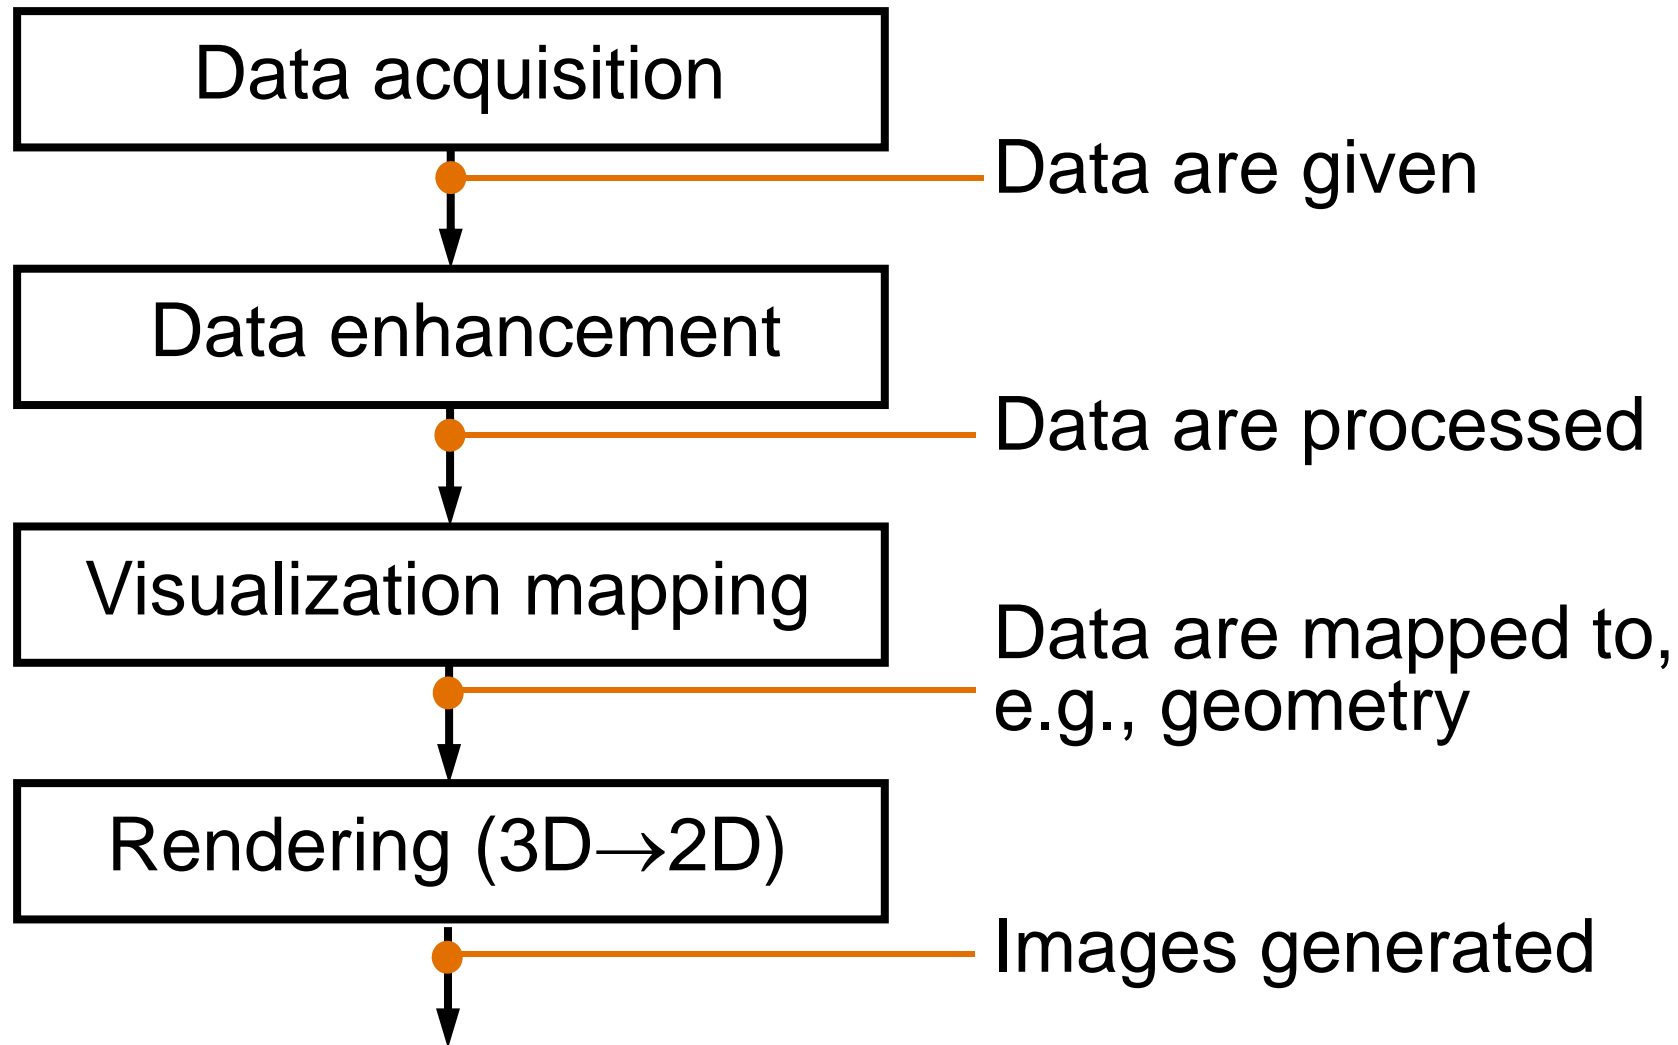 Data acquisition
Data are given
Data enhancement
Data are processed
Visualization mapping
Data are mapped to,
e.g., geometry
Rendering (3D→2D)
Images generated